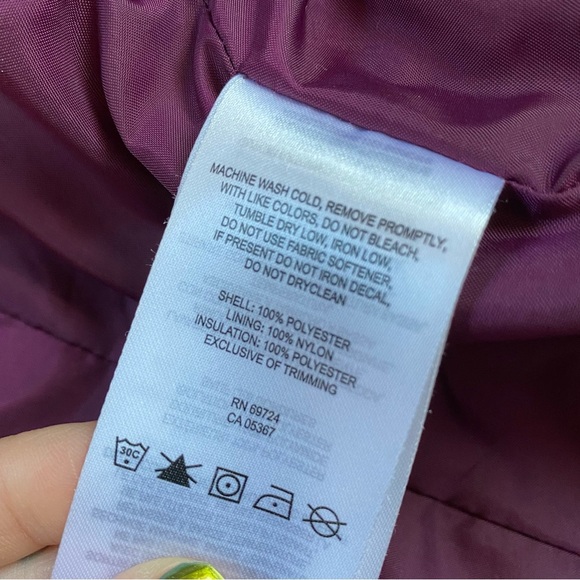 MACHINE WASH COLD, REMOVE PROMPTLY,
WITH LIKE COLORS, DO NOT BLEACH,
TUMBLE DRY LOW, IRON LOW,
DO NOT USE FABRIC SOFTENER,
IF PRESENT DO NOT IRON DECAL,
DO NOT DRYCLEAN
SHELL: 100% POLYESTER
LINING: 100% NYLON
INSULATION: 100% POLYESTER
EXCLUSIVE OF TRIMMING
RN 69724
CA 05367
30C